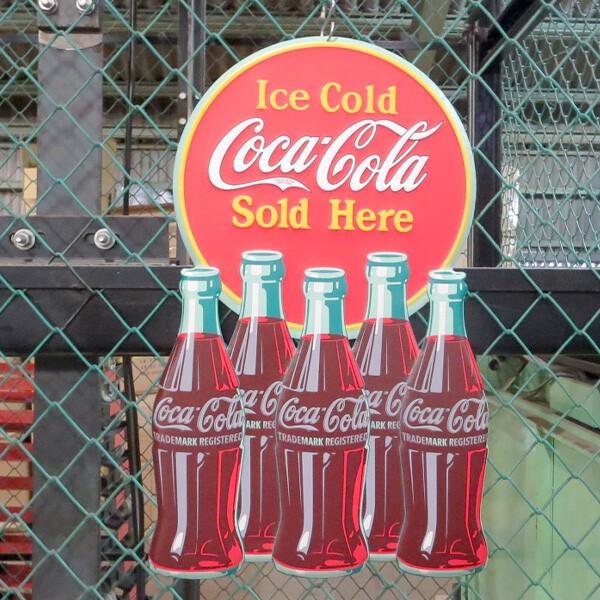 Ice Cold
Coca-Cola
Sold Here
Coca-Cola
TRADEMARK REGISTERED
Coca-Cola
TRADEMARK REGISTERED
Coca-Cola
TRADEMARK REGISTERED